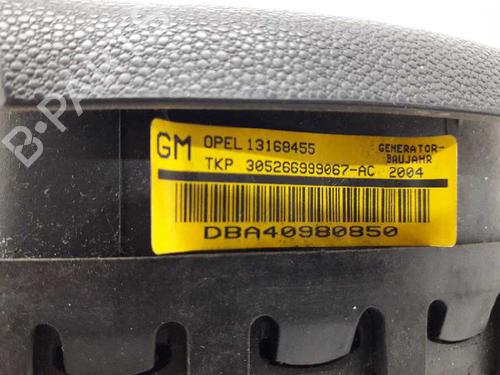 GM OPEL 13168455 GENERATOR-
BAUJAHR
TKP 305266999067-AC 2004
DBA40980850